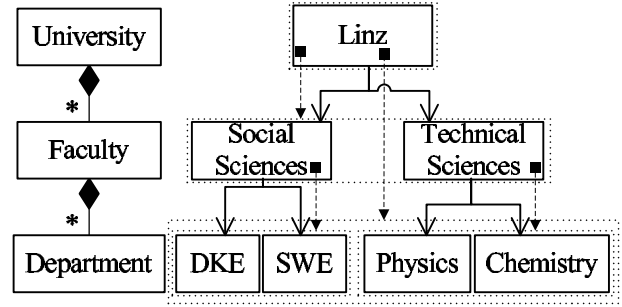 University
Linz
*
Faculty
Social
Sciences
Technical
Sciences
*
Department
DKE
SWE
Physics
Chemistry